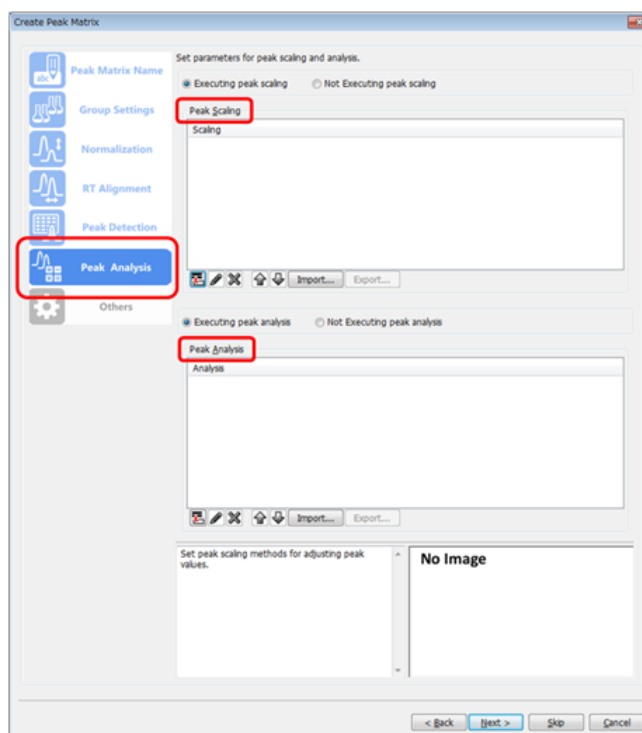 Create Peak Matrix
Set parameters for peak scaling and analysis.
abc
Peak Matrix Name
Executing peak scaling
Not Executing peak scaling
Group Settings
Peak Scaling
Scaling
Normalization
RT Alignment
Peak Detection
Peak Analysis
Import...
Export...
Others
Executing peak analysis
Not Executing peak analysis
Peak Analysis
Analysis
Import...
Export...
Set peak scaling methods for adjusting peak
values.
No Image
< Back
Next >
Skip
Cancel